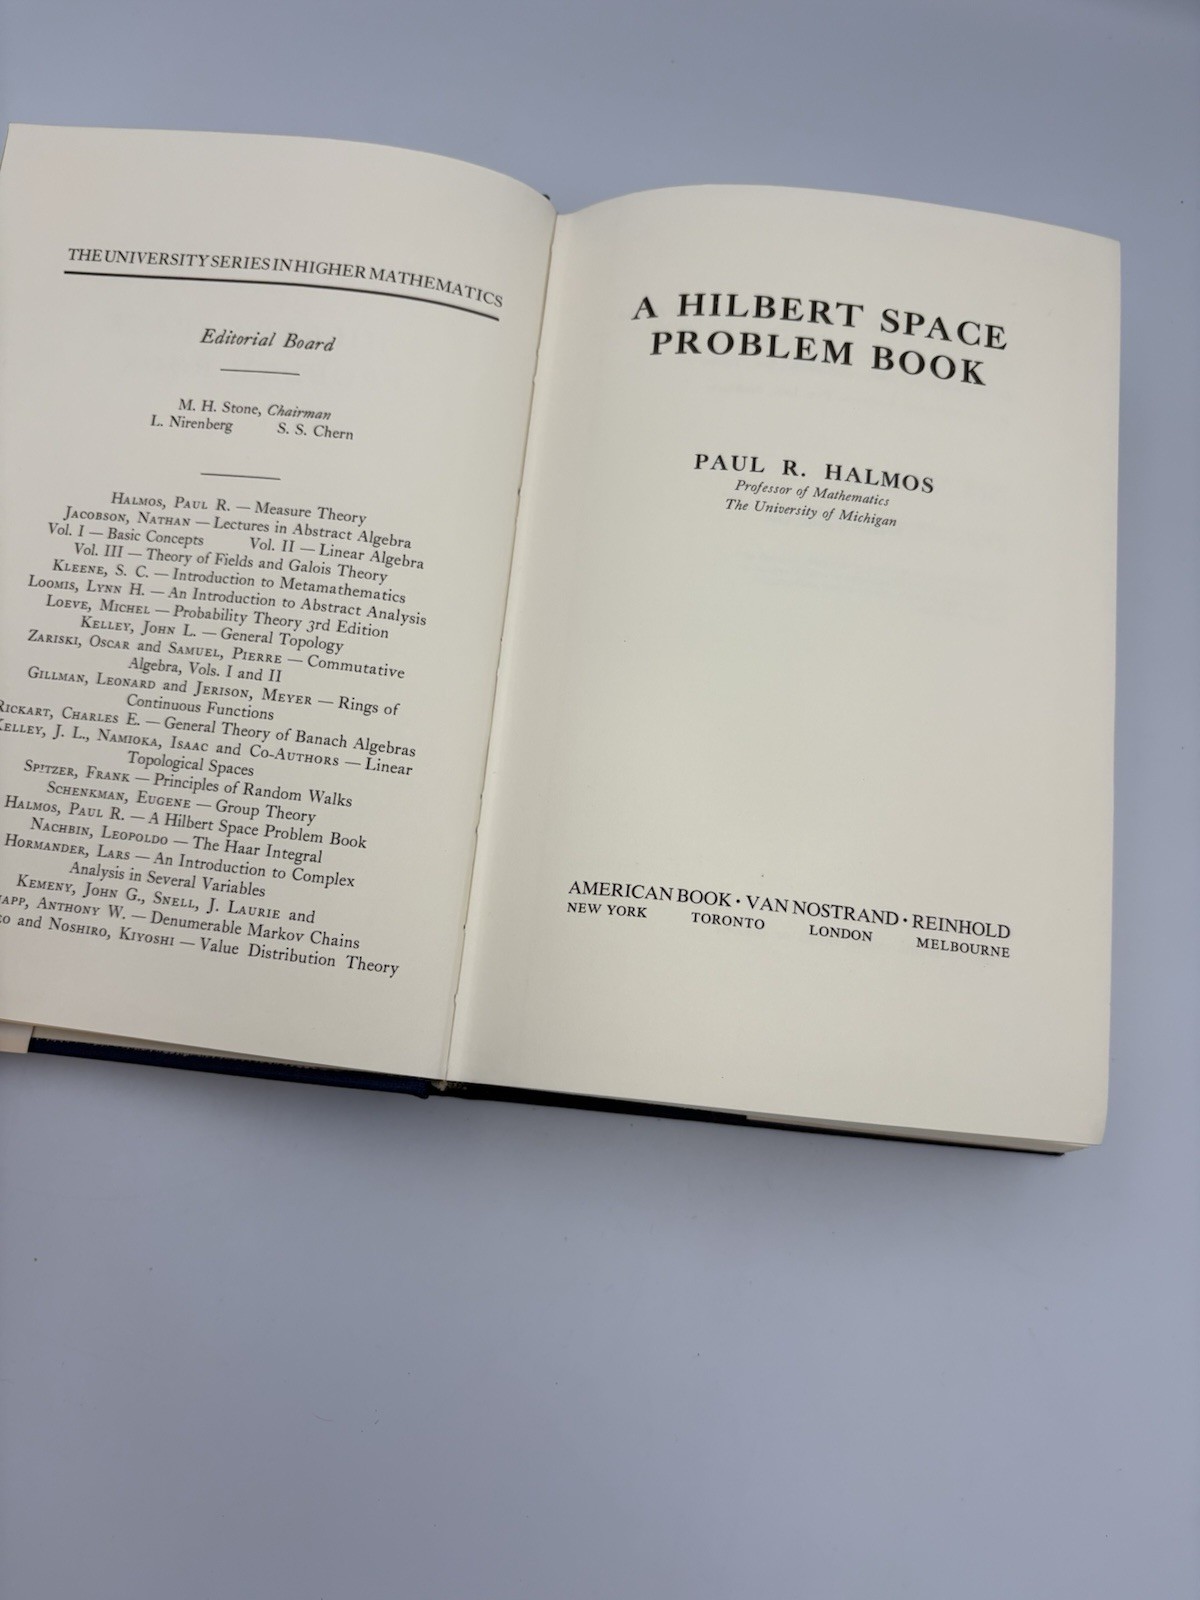 THE UNIVERSITY SERIES IN HIGHER MATHEMATICS
Editorial Board
M. H. Stone, Chairman
L. Nirenberg S. S. Chern
HALMOS, PAUL R. — Measure Theory
JACOBSON, NATHAN — Lectures in Abstract Algebra
Vol. I — Basic Concepts Vol. II — Linear Algebra
Vol. III — Theory of Fields and Galois Theory
KLEENE, S. C. — Introduction to Metamathematics
LOOMIS, LYNN H. — An Introduction to Abstract Analysis
LOEVE, MICHEL — Probability Theory 3rd Edition
KELLEY, JOHN L. — General Topology
ZARISKI, OSCAR and SAMUEL, PIERRE — Commutative
Algebra, Vols. I and II
GILLMAN, LEONARD and JERISON, MEYER — Rings of
Continuous Functions
RICKART, CHARLES E. — General Theory of Banach Algebras
KELLEY, J. L., NAMIOKA, ISAAC and CO-AUTHORS — Linear
Topological Spaces
SPITZER, FRANK — Principles of Random Walks
SCHENKMAN, EUGENE — Group Theory
HALMOS, PAUL R. — A Hilbert Space Problem Book
NACHBIN, LEOPOLDO — The Haar Integral
HORMANDER, LARS — An Introduction to Complex
Analysis in Several Variables
KEMENY, JOHN G., SNELL, J. LAURIE and
ANTHONY W. — Denumerable Markov Chains
and NOSHIRO, KIYOSHI — Value Distribution Theory
A HILBERT SPACE
PROBLEM BOOK
PAUL R. HALMOS
Professor of Mathematics
The University of Michigan
AMERICAN BOOK · VAN NOSTRAND · REINHOLD
NEW YORK TORONTO LONDON MELBOURNE